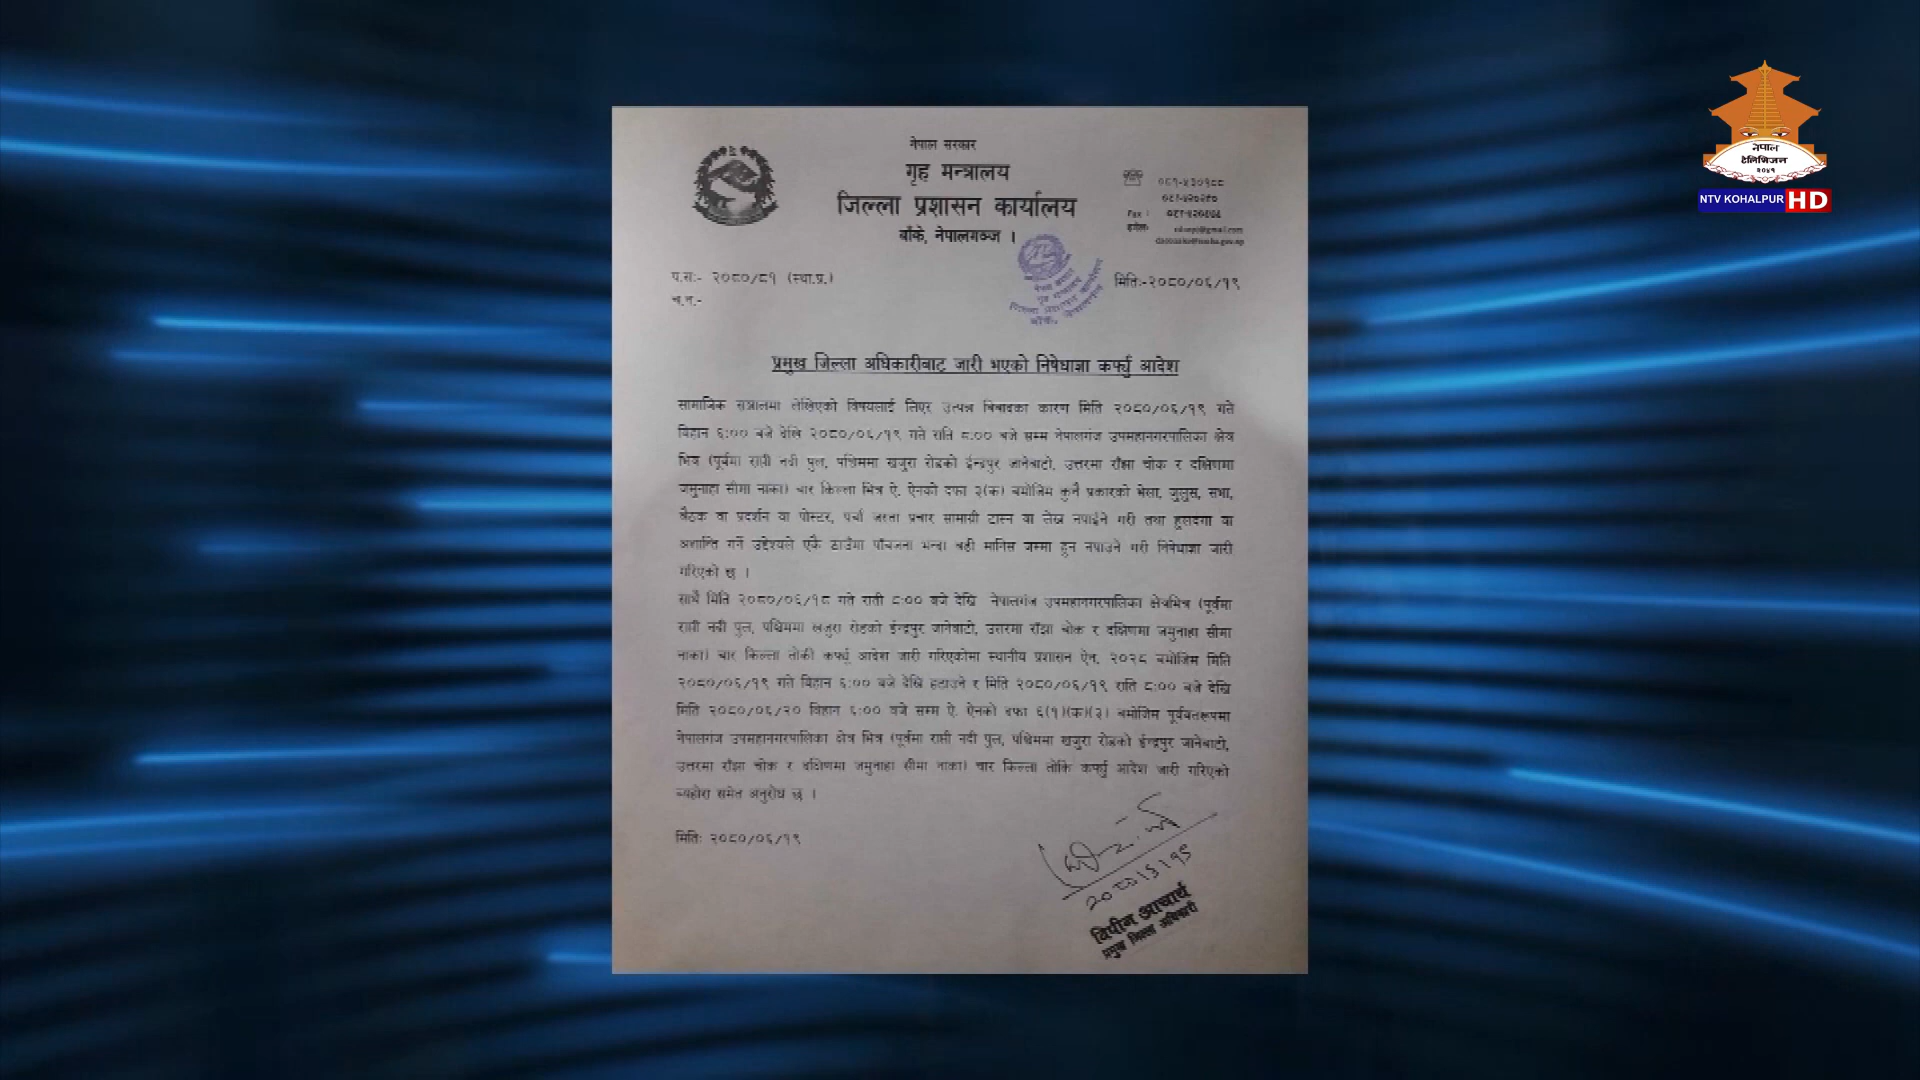 नेपाल सरकार
गृह मन्त्रालय
जिल्ला प्रशासन कार्यालय
बाँके, नेपालगञ्ज ।
Fax :
प.सः- २०८०/८१ (स्था.प्र.)
मितिः-२०८०/०६/१९
च.न.-
प्रमुख जिल्ला अधिकारीबाट जारी भएको निषेधाज्ञा कर्फ्यु आदेश
सामाजिक सञ्जालमा लेखिएको विषयलाई लिएर उत्पन्न बिबादका कारण मिति २०८०/०६/१९ गते
विहान ६:०० बजे देखि २०८०/०६/१९ गते राति ८.०० बजे सम्म नेपालगंज उपमहानगरपालिका क्षेत्र
भित्र (पूर्वमा राप्ती नदी पुल, पश्चिममा खजुरा रोडको ईन्द्रपुर जानेबाटो, उत्तरमा राँझा चोक र दक्षिणमा
जमुनाहा सीमा नाका) चार किल्ला भित्र ऐ. ऐनको दफा ३(क) बमोजिम कुनै प्रकारको भेला, जुलुस, सभा,
बैठक वा प्रदर्शन वा पोस्टर, पर्चा जस्ता प्रचार सामाग्री टास्न वा लेख्न नपाईने गरी तथा हुलदंगा वा
अशान्ति गर्ने उद्देश्यले एकै ठाउँमा पाँचजना भन्दा बढी मानिस जम्मा हुन नपाउने गरी निषेधाज्ञा जारी
गरिएको छ ।
साथै मिति २०८०/०६/१८ गते राती ८:०० बजे देखि नेपालगंज उपमहानगरपालिका क्षेत्रभित्र (पूर्वमा
राप्ती नदी पुल, पश्चिममा खजुरा रोडको ईन्द्रपुर जानेबाटो, उत्तरमा राँझा चोक र दक्षिणमा जमुनाहा सीमा
नाका) चार किल्ला तोकी कर्फ्यू आदेश जारी गरिएकोमा स्थानीय प्रशासन ऐन, २०२८ बमोजिम मिति
२०८०/०६/१९ गते विहान ६:०० बजे देखि हटाउने र मिति २०८०/०६/१९ राति ८:०० बजे देखि
मिति २०८०/०६/२० विहान ६:०० बजे सम्म ऐ. ऐनको दफा ६(१)(क)(३) बमोजिम पूर्ववतरूपमा
नेपालगंज उपमहानगरपालिका क्षेत्र भित्र (पूर्वमा राप्ती नदी पुल, पश्चिममा खजुरा रोडको ईन्द्रपुर जानेबाटो,
उत्तरमा राँझा चोक र दक्षिणमा जमुनाहा सीमा नाका) चार किल्ला तोकि कर्फ्यु आदेश जारी गरिएको
व्यहोरा समेत अनुरोध छ ।
मितिः २०८०/०६/१९
विपीन आचार्य
प्रमुख जिल्ला अधिकारी
नेपाल
टेलिभिजन
२०४१
NTV KOHALPUR HD